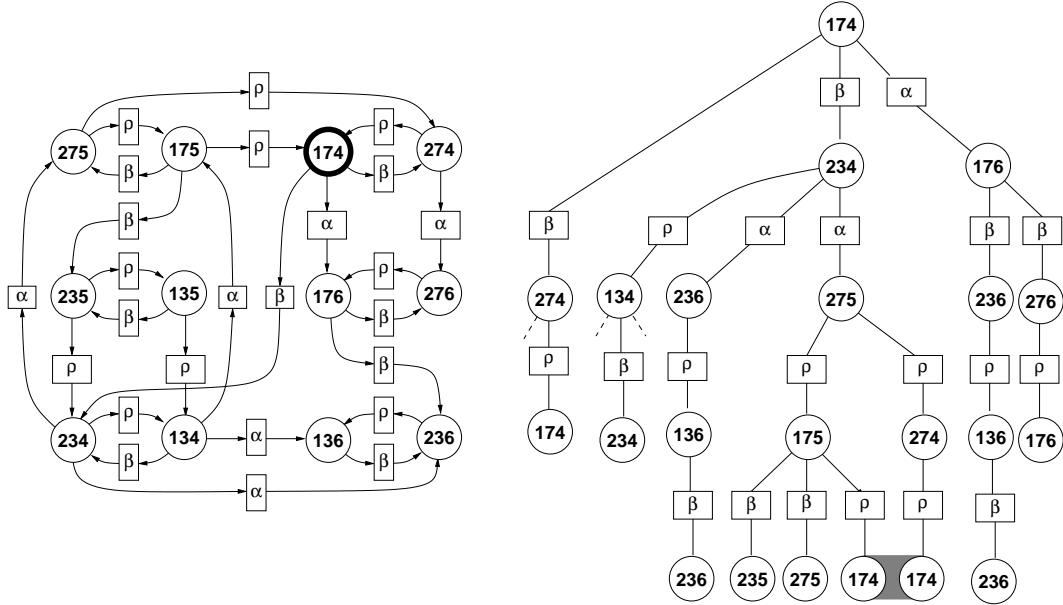 ρ
ρ ρ
275 175 ρ 174 274
β β
β α α
ρ ρ
α 235 135 α β 176 276
β β
ρ ρ β
ρ ρ
234 134 α 136 236
β β
α
174
β α
234 176
β ρ α α β β
274 134 236 275 236 276
ρ β ρ ρ ρ ρ ρ
174 234 136 175 274 136 176
β β β ρ ρ β
236 235 275 174 174 236